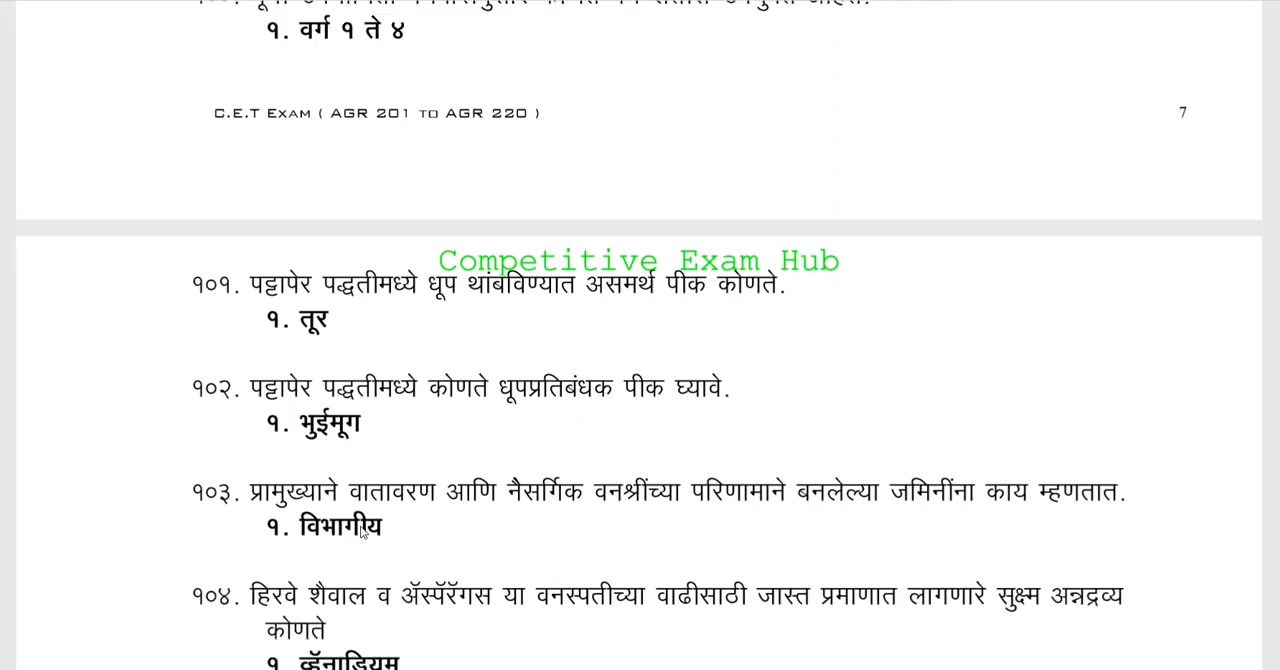 १. वर्ग १ ते ४
C.E.T EXAM ( AGR 201 TO AGR 220 )
7
Competitive Exam Hub
१०१. पट्टापेर पद्धतीमध्ये धूप थांबविण्यात असमर्थ पीक कोणते.
१. तूर
१०२. पट्टापेर पद्धतीमध्ये कोणते धूपप्रतिबंधक पीक घ्यावे.
१. भुईमूग
१०३. प्रामुख्याने वातावरण आणि नैसर्गिक वनश्रींच्या परिणामाने बनलेल्या जमिनींना काय म्हणतात.
१. विभागीय
१०४. हिरवे शैवाल व ॲस्पॅरॅगस या वनस्पतीच्या वाढीसाठी जास्त प्रमाणात लागणारे सुक्ष्म अन्नद्रव्य
कोणते
१. व्हॅनाडियम